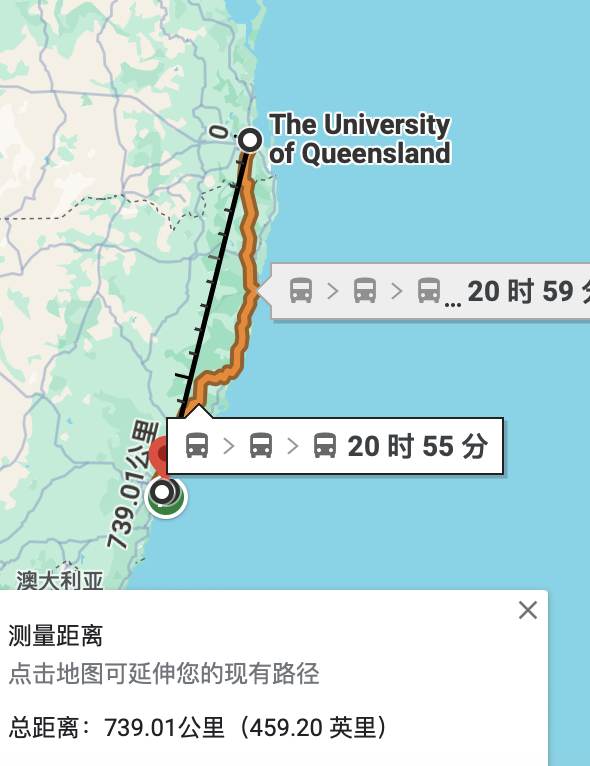 0
The University
of Queensland
... 20 时 59
20 时 55 分
739.01公里
澳大利亚
测量距离
点击地图可延伸您的现有路径
总距离：739.01公里（459.20 英里）